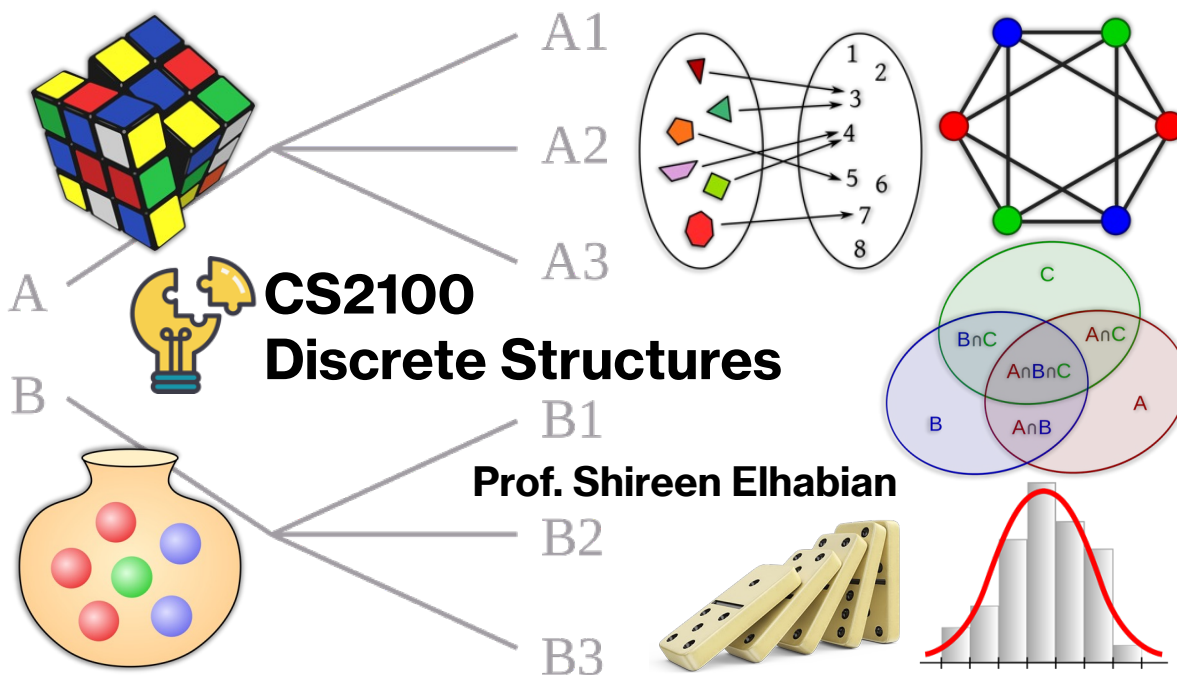 A1
A2
A3
A
CS2100
Discrete Structures
B
B1
Prof. Shireen Elhabian
B2
B3
1
2
3
4
5
6
7
8
C
B∩C
A∩C
A∩B∩C
B
A
A∩B